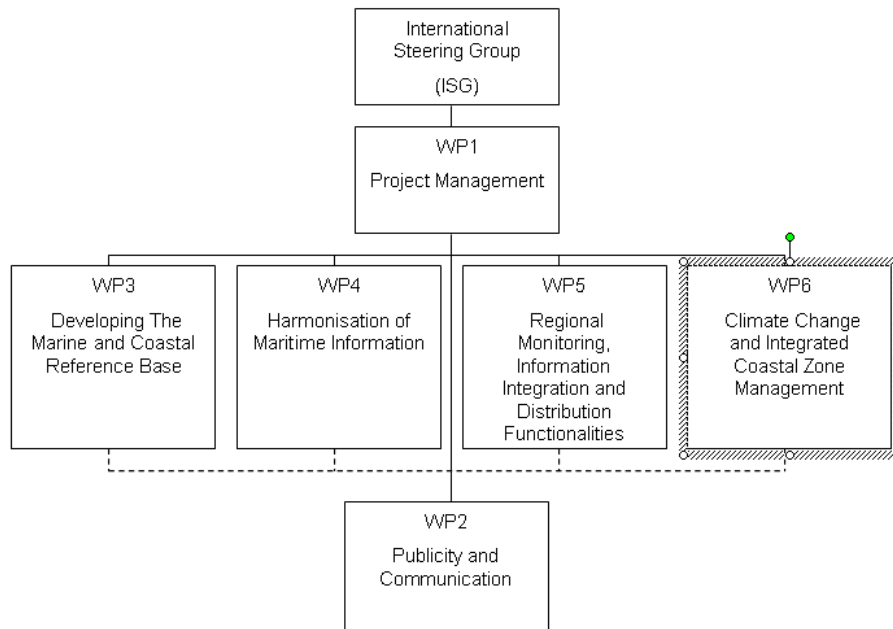 International
Steering Group
(ISG)
WP1
Project Management
WP3
Developing The
Marine and Coastal
Reference Base
WP4
Harmonisation of
Maritime Information
WP5
Regional
Monitoring,
Information
Integration and
Distribution
Functionalities
WP6
Climate Change
and Integrated
Coastal Zone
Management
WP2
Publicity and
Communication